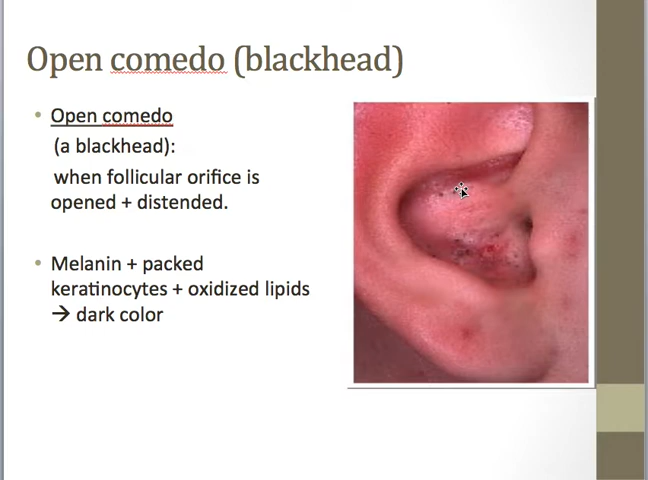 Open comedo (blackhead)
• Open comedo
(a blackhead):
when follicular orifice is
opened + distended.
• Melanin + packed
keratinocytes + oxidized lipids
→ dark color